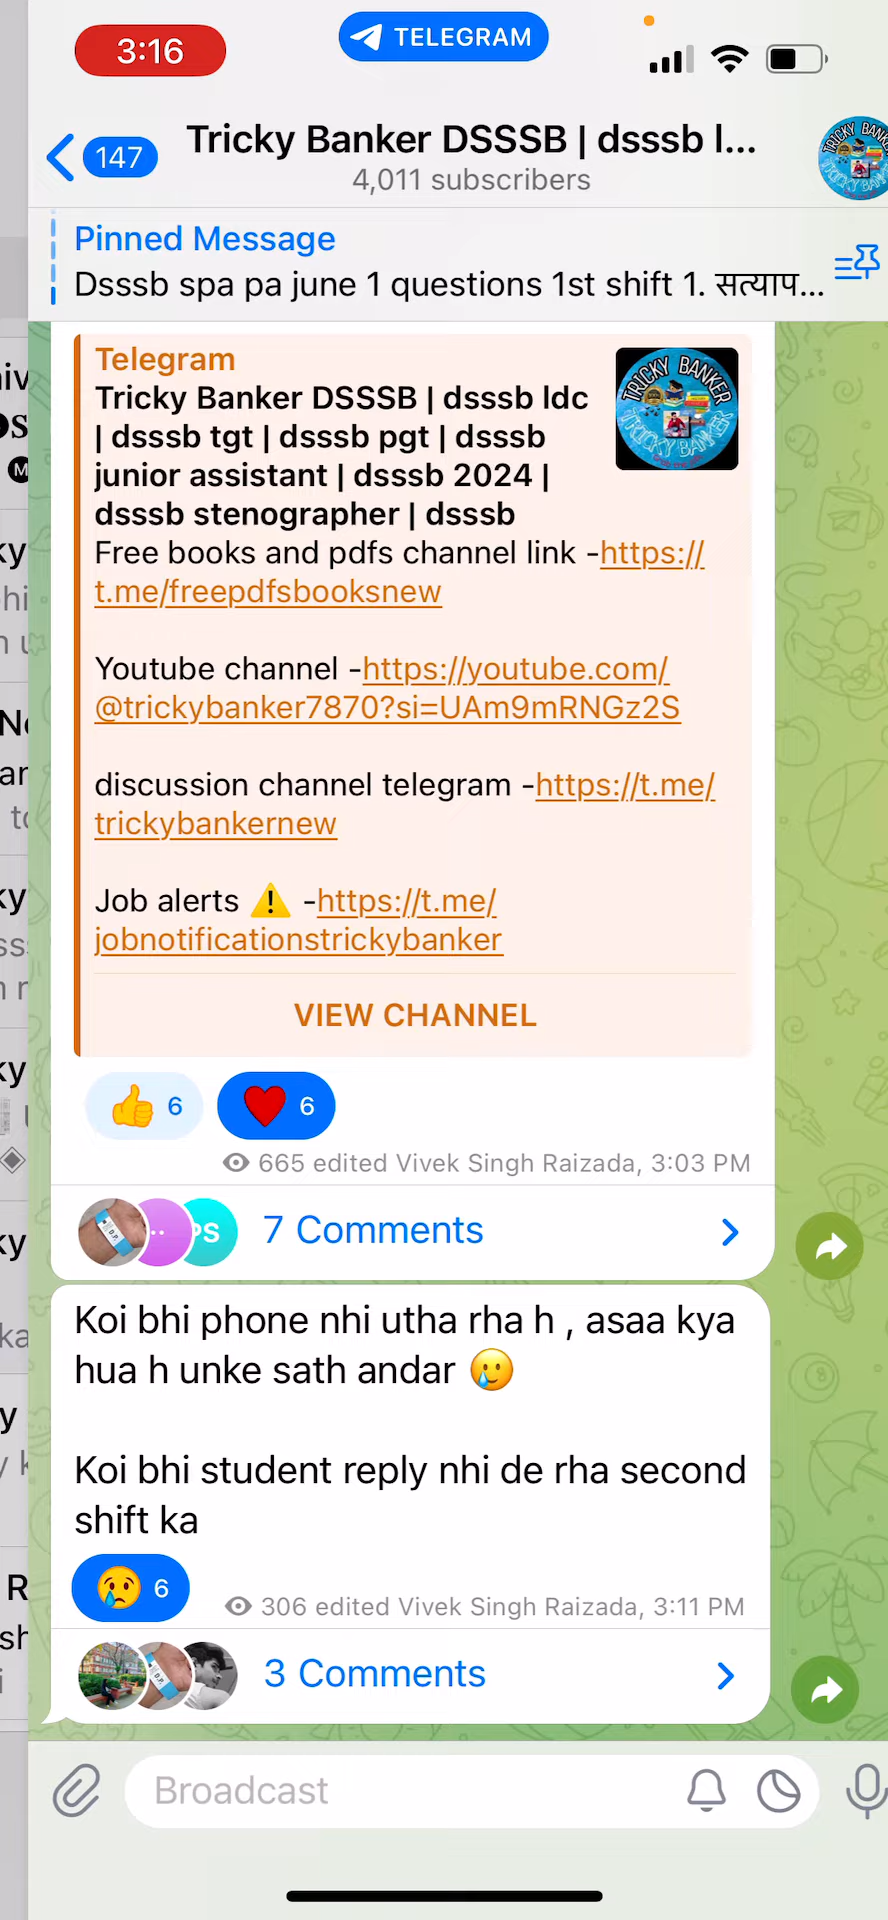 3:16
TELEGRAM
147
Tricky Banker DSSSB | dsssb l...
4,011 subscribers
Pinned Message
Dsssb spa pa june 1 questions 1st shift 1. सत्याप...
Telegram
Tricky Banker DSSSB | dsssb ldc
| dsssb tgt | dsssb pgt | dsssb
junior assistant | dsssb 2024 |
dsssb stenographer | dsssb
TRICKY BANKER
TRICKY BANKER
Free books and pdfs channel link -https://
t.me/freepdfsbooksnew
Youtube channel -https://youtube.com/
@trickybanker7870?si=UAm9mRNGz2S
discussion channel telegram -https://t.me/
trickybankernew
Job alerts ⚠️ -https://t.me/
jobnotificationstrickybanker
VIEW CHANNEL
👍 6 ❤️ 6
665 edited Vivek Singh Raizada, 3:03 PM
7 Comments
Koi bhi phone nhi utha rha h , asaa kya
hua h unke sath andar 🥲
Koi bhi student reply nhi de rha second
shift ka
😢 6
306 edited Vivek Singh Raizada, 3:11 PM
3 Comments
Broadcast